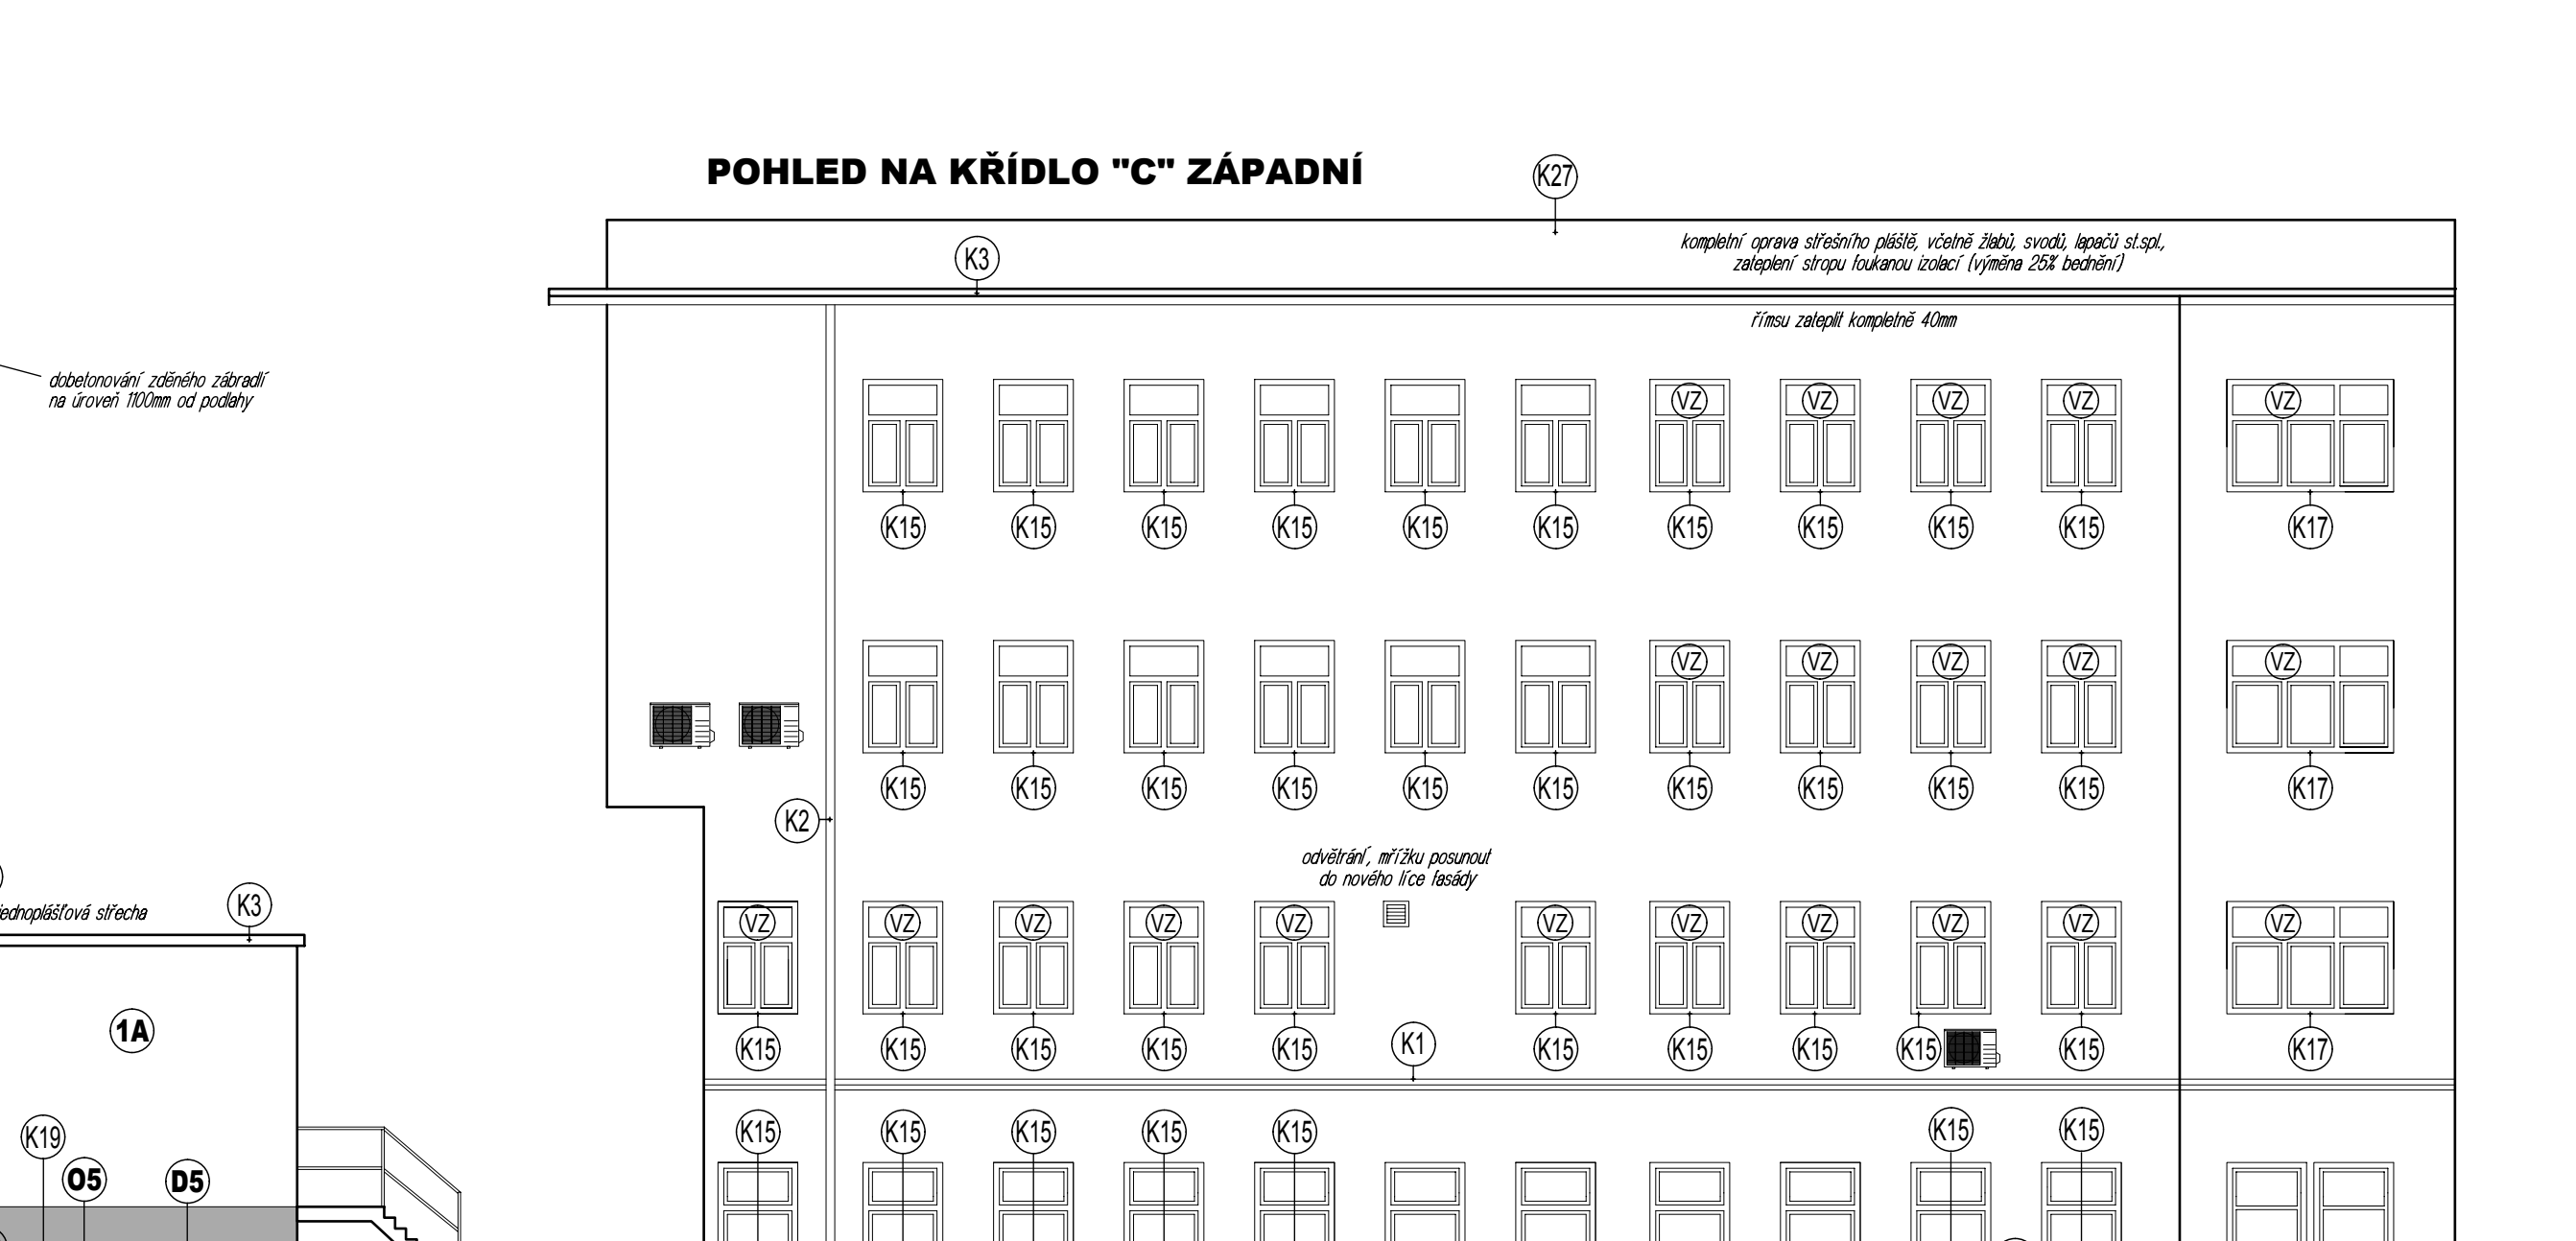 POHLED NA KŘÍDLO "C" ZÁPADNÍ
K27
kompletní oprava střešního pláště, včetně žlabů, svodů, lapačů st.spl.,
zateplení stropu foukanou izolací (výměna 25% bednění)
K3
římsu zateplit kompletně 40mm
dobetonování zděného zábradlí
na úroveň 1100mm od podlahy
VZ VZ VZ VZ VZ
K15 K15 K15 K15 K15 K15 K15 K15 K15 K15 K17
VZ VZ VZ VZ VZ
K15 K15 K15 K15 K15 K15 K15 K15 K15 K15 K17
K2
odvětrání, mřížku posunout
do nového líce fasády
jednoplášťová střecha
K3
VZ VZ VZ VZ VZ VZ VZ VZ VZ VZ VZ
K15 K15 K15 K15 K15 K15 K15 K15 K15 K15 K17
K1
1A
K15 K15 K15 K15 K15 K15 K15
K19
O5
D5